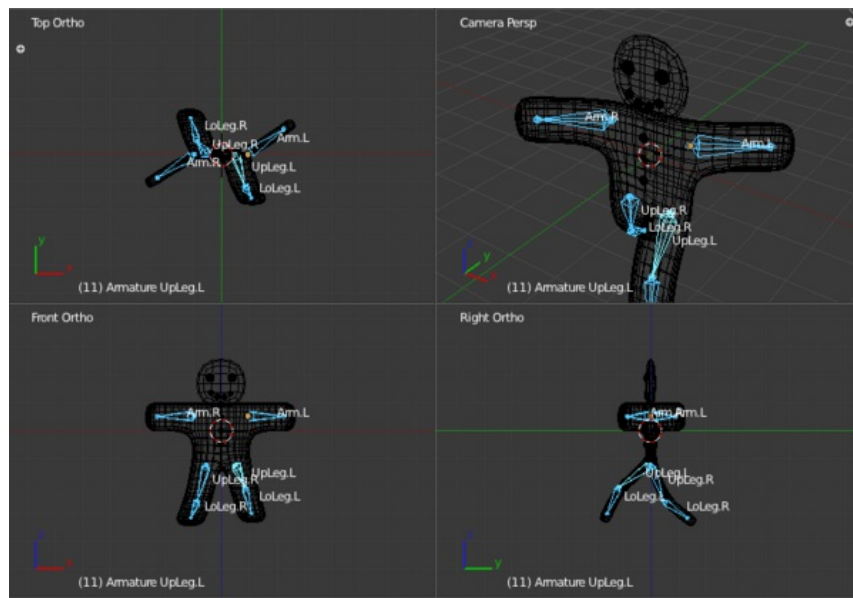 Top Ortho
LoLeg.R
Arm.L
UpLeg.R
Arm.R
UpLeg.L
LoLeg.L
y
x
(11) Armature UpLeg.L
Camera Persp
Arm.R
Arm.L
UpLeg.R
LoLeg.R
UpLeg.L
z
y
x
(11) Armature UpLeg.L
Front Ortho
Arm.R
Arm.L
UpLeg.L
UpLeg.R
LoLeg.L
LoLeg.R
z
x
(11) Armature UpLeg.L
Right Ortho
Arm.R
Arm.L
UpLeg.L
UpLeg.R
LoLeg.L
LoLeg.R
z
y
(11) Armature UpLeg.L